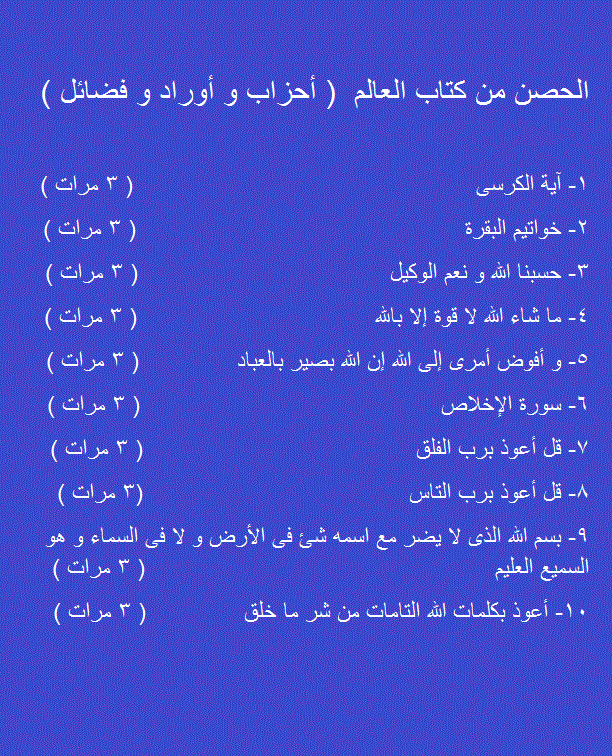 الحصن من كتاب العالم ( أحزاب و أوراد و فضائل )
١- آية الكرسى ( ٣ مرات )
٢- خواتيم البقرة ( ٣ مرات )
٣- حسبنا الله و نعم الوكيل ( ٣ مرات )
٤- ما شاء الله لا قوة إلا بالله ( ٣ مرات )
٥- و أفوض أمرى إلى الله إن الله بصير بالعباد ( ٣ مرات )
٦- سورة الإخلاص ( ٣ مرات )
٧- قل أعوذ برب الفلق ( ٣ مرات )
٨- قل أعوذ برب التاس (٣ مرات )
٩- بسم الله الذى لا يضر مع اسمه شئ فى الأرض و لا فى السماء و هو
السميع العليم ( ٣ مرات )
١٠- أعوذ بكلمات الله التامات من شر ما خلق ( ٣ مرات )